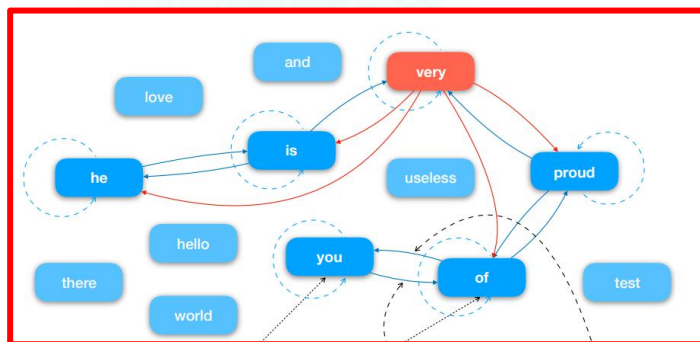 and
very
love
is
he
useless
proud
hello
you
there
of
test
world